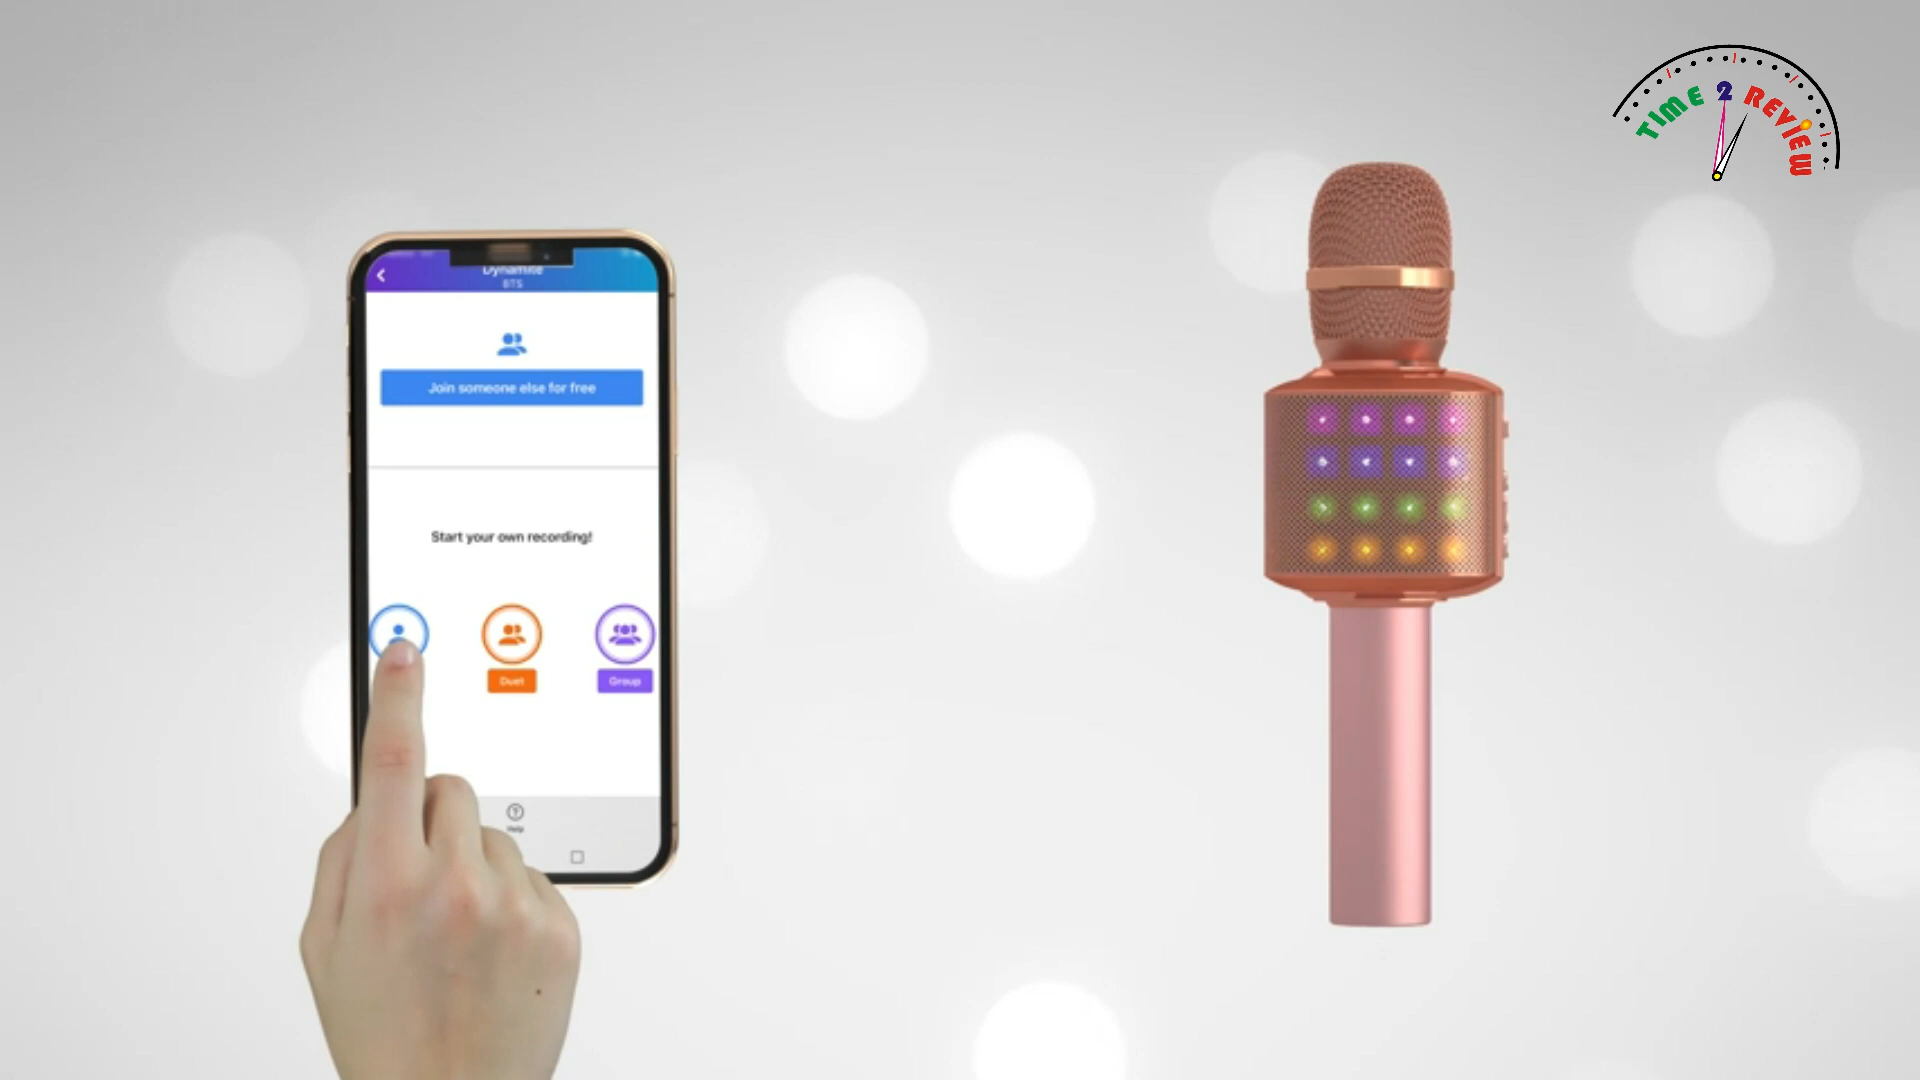 TIME 2 REVIEW
Dynamite
BTS
Join someone else for free
Start your own recording!
Duet
Group
Help